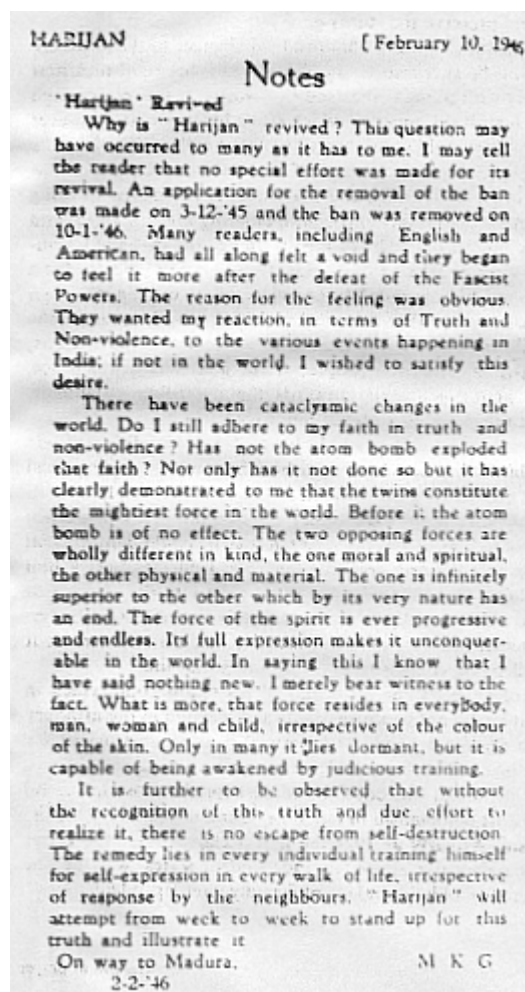 HARIJAN [ February 10, 1946
Notes
'Harijan' Revived
Why is "Harijan" revived ? This question may
have occurred to many as it has to me. I may tell
the reader that no special effort was made for its
revival. An application for the removal of the ban
was made on 3-12-'45 and the ban was removed on
10-1-'46. Many readers, including English and
American, had all along felt a void and they began
to feel it more after the defeat of the Fascist
Powers. The reason for the feeling was obvious.
They wanted my reaction, in terms of Truth and
Non-violence, to the various events happening in
India; if not in the world. I wished to satisfy this
desire.
There have been cataclysmic changes in the
world. Do I still adhere to my faith in truth and
non-violence ? Has not the atom bomb exploded
that faith ? Not only has it not done so but it has
clearly demonstrated to me that the twins constitute
the mightiest force in the world. Before it the atom
bomb is of no effect. The two opposing forces are
wholly different in kind, the one moral and spiritual,
the other physical and material. The one is infinitely
superior to the other which by its very nature has
an end. The force of the spirit is ever progressive
and endless. Its full expression makes it unconquer-
able in the world. In saying this I know that I
have said nothing new. I merely bear witness to the
fact. What is more, that force resides in everybody,
man, woman and child, irrespective of the colour
of the skin. Only in many it lies dormant, but it is
capable of being awakened by judicious training.
It is further to be observed that without
the recognition of this truth and due effort to
realize it, there is no escape from self-destruction
The remedy lies in every individual training himself
for self-expression in every walk of life, irrespective
of response by the neighbours. "Harijan" will
attempt from week to week to stand up for this
truth and illustrate it
On way to Madura, M K G
2-2-'46